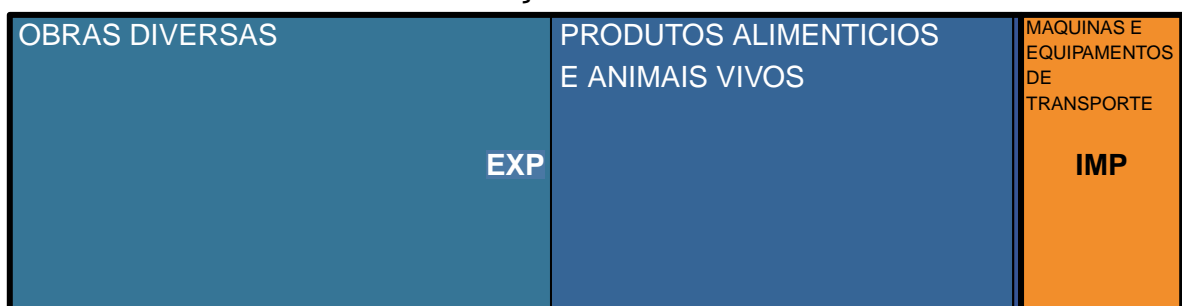 OBRAS DIVERSAS
EXP
PRODUTOS ALIMENTICIOS
E ANIMAIS VIVOS
MAQUINAS E
EQUIPAMENTOS
DE
TRANSPORTE
IMP